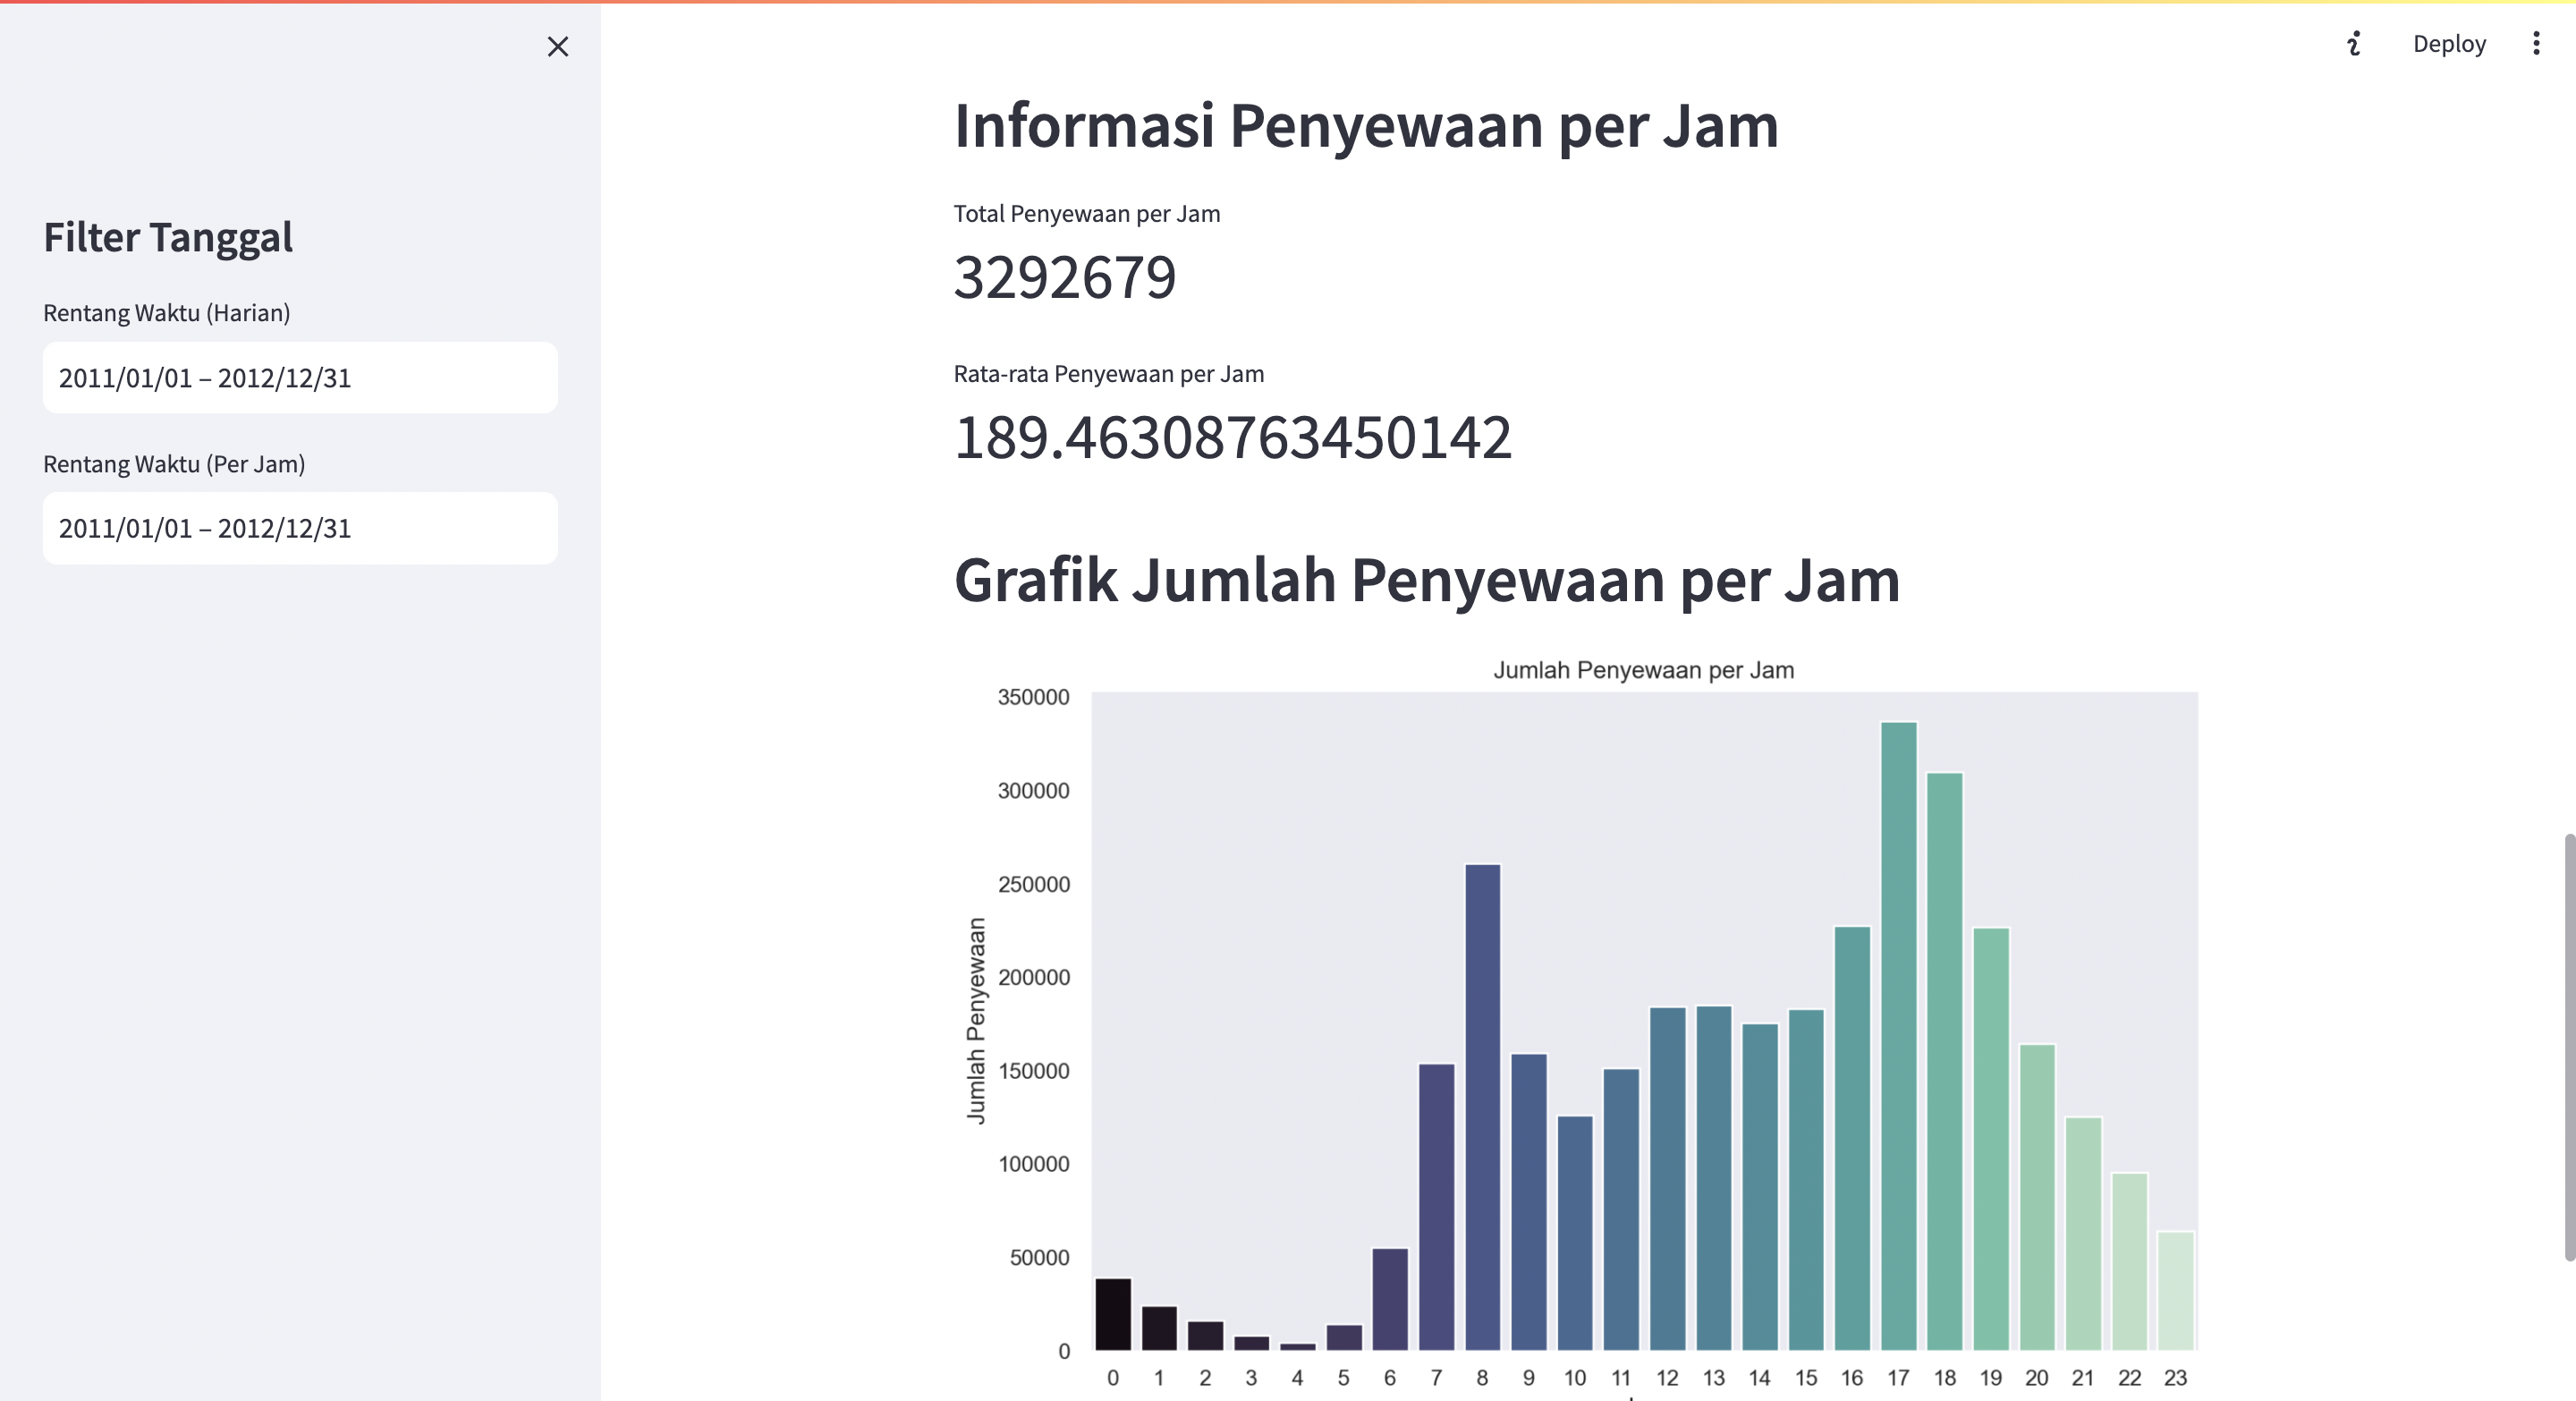 Deploy
Filter Tanggal
Rentang Waktu (Harian)
2011/01/01 – 2012/12/31
Rentang Waktu (Per Jam)
2011/01/01 – 2012/12/31
Informasi Penyewaan per Jam
Total Penyewaan per Jam
3292679
Rata-rata Penyewaan per Jam
189.46308763450142
Grafik Jumlah Penyewaan per Jam
Jumlah Penyewaan per Jam
Jumlah Penyewaan
350000
300000
250000
200000
150000
100000
50000
0
0 1 2 3 4 5 6 7 8 9 10 11 12 13 14 15 16 17 18 19 20 21 22 23